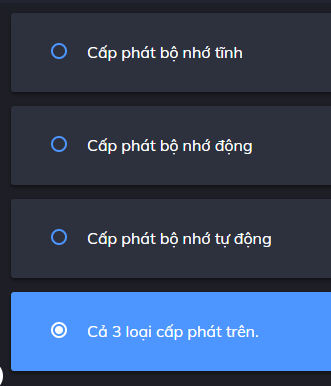 Cấp phát bộ nhớ tĩnh
Cấp phát bộ nhớ động
Cấp phát bộ nhớ tự động
Cả 3 loại cấp phát trên.